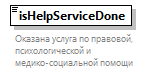 isHelpServiceDone
Оказана услуга по правовой,
психологической и
медико-социальной помощи